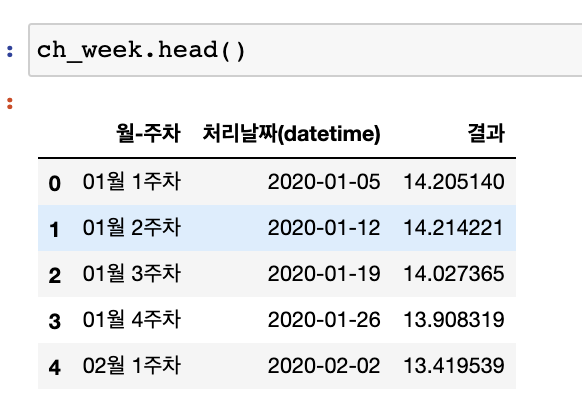 : ch_week.head()
:
월-주차 처리날짜(datetime) 결과
0 01월 1주차 2020-01-05 14.205140
1 01월 2주차 2020-01-12 14.214221
2 01월 3주차 2020-01-19 14.027365
3 01월 4주차 2020-01-26 13.908319
4 02월 1주차 2020-02-02 13.419539